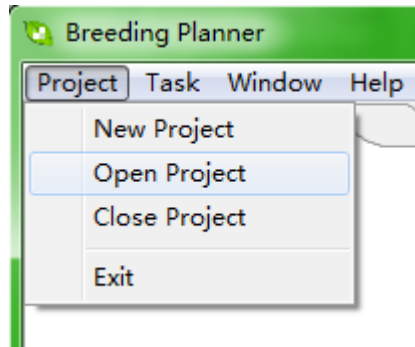 Breeding Planner
Project Task Window Help
New Project
Open Project
Close Project
Exit